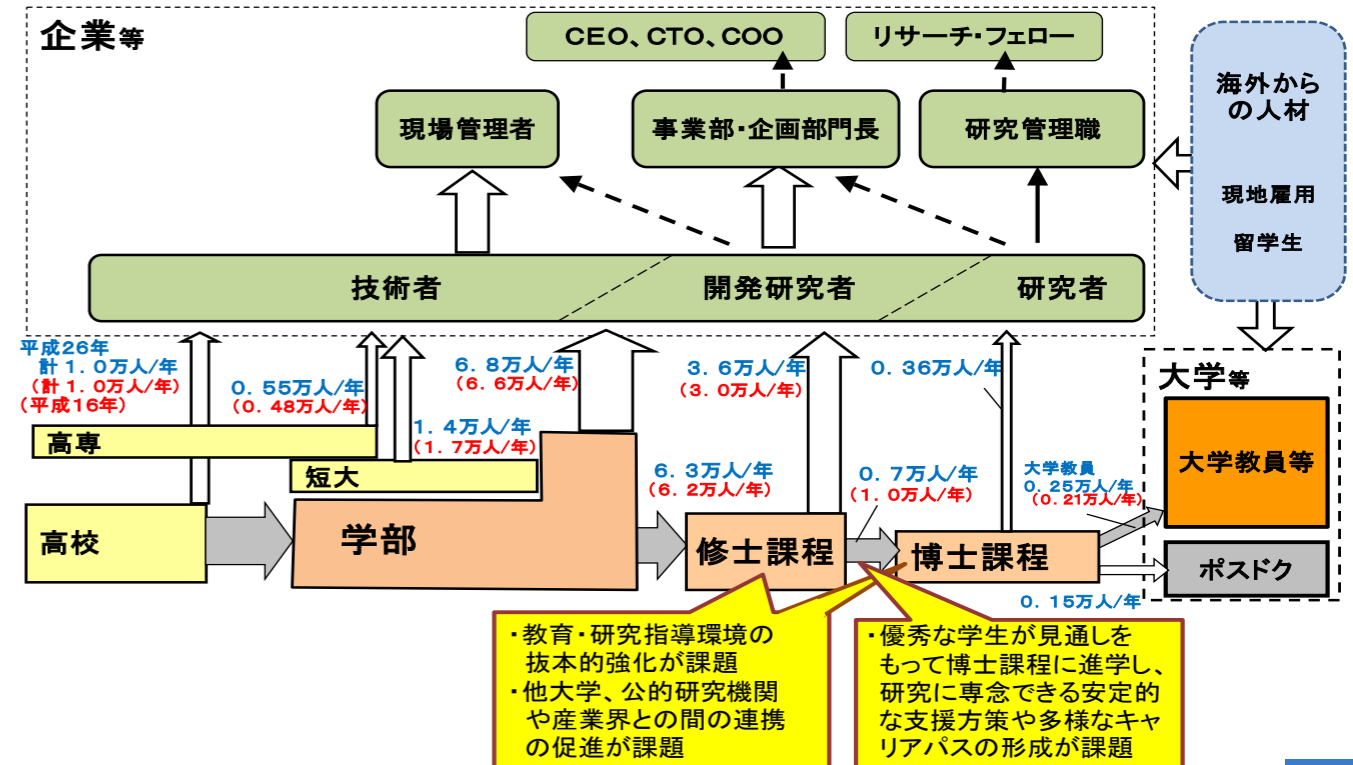 企業等
CEO、CTO、COO
リサーチ・フェロー
海外から
の人材
現地雇用
留学生
現場管理者
事業部・企画部門長
研究管理職
技術者
開発研究者
研究者
平成26年
計1.0万人/年
(計1.0万人/年)
(平成16年)
0.55万人/年
(0.48万人/年)
1.4万人/年
(1.7万人/年)
6.8万人/年
(6.6万人/年)
3.6万人/年
(3.0万人/年)
0.36万人/年
大学等
高専
短大
高校
学部
6.3万人/年
(6.2万人/年)
修士課程
0.7万人/年
(1.0万人/年)
博士課程
大学教員
0.25万人/年
(0.21万人/年)
大学教員等
ポスドク
0.15万人/年
・教育・研究指導環境の
抜本的強化が課題
・他大学、公的研究機関
や産業界との間の連携
の促進が課題
・優秀な学生が見通しを
もって博士課程に進学し、
研究に専念できる安定的
な支援方策や多様なキャ
リアパスの形成が課題